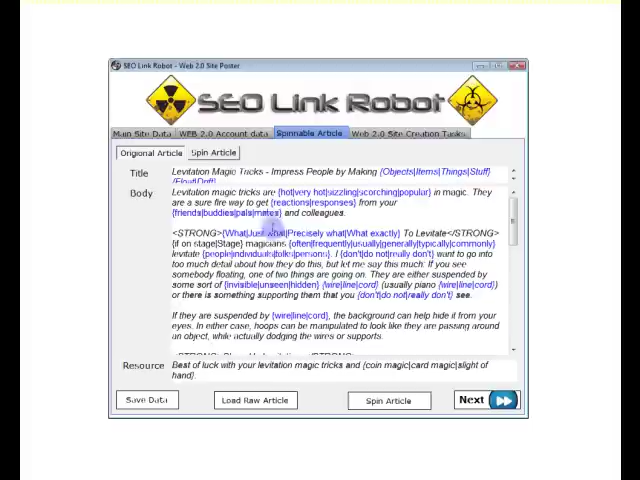 SEO Link Robot - Web 2.0 Site Poster
SEO Link Robot
Main Site Data WEB 2.0 Account data Spinnable Article Web 2.0 Site Creation Tasks
Origional Article Spin Article
Title Levitation Magic Tricks - Impress People by Making {Objects|Items|Things|Stuff}
Body Levitation magic tricks are {hot|very hot|sizzling|scorching|popular} in magic. They
are a sure fire way to get {reactions|responses} from your
{friends|buddies|pals|mates} and colleagues.
<STRONG>{What|Just what|Precisely what|What exactly} To Levitate</STRONG>
{if on stage|Stage} magicians {often|frequently|usually|generally|typically|commonly}
levitate {people|individuals|folks|persons}. I {don't|do not|really don't} want to go into
too much detail about how they do this, but let me say this much: If you see
somebody floating, one of two things are going on. They are either suspended by
some sort of {invisible|unseen|hidden} {wire|line|cord} (usually piano {wire|line|cord})
or there is something supporting them that you {don't|do not|really don't} see.
If they are suspended by {wire|line|cord}, the background can help hide it from your
eyes. In either case, hoops can be manipulated to look like they are passing around
an object, while actually dodging the wires or supports.
Resource Best of luck with your levitation magic tricks and {coin magic|card magic|slight of
hand}.
Save Data Load Raw Article Spin Article Next